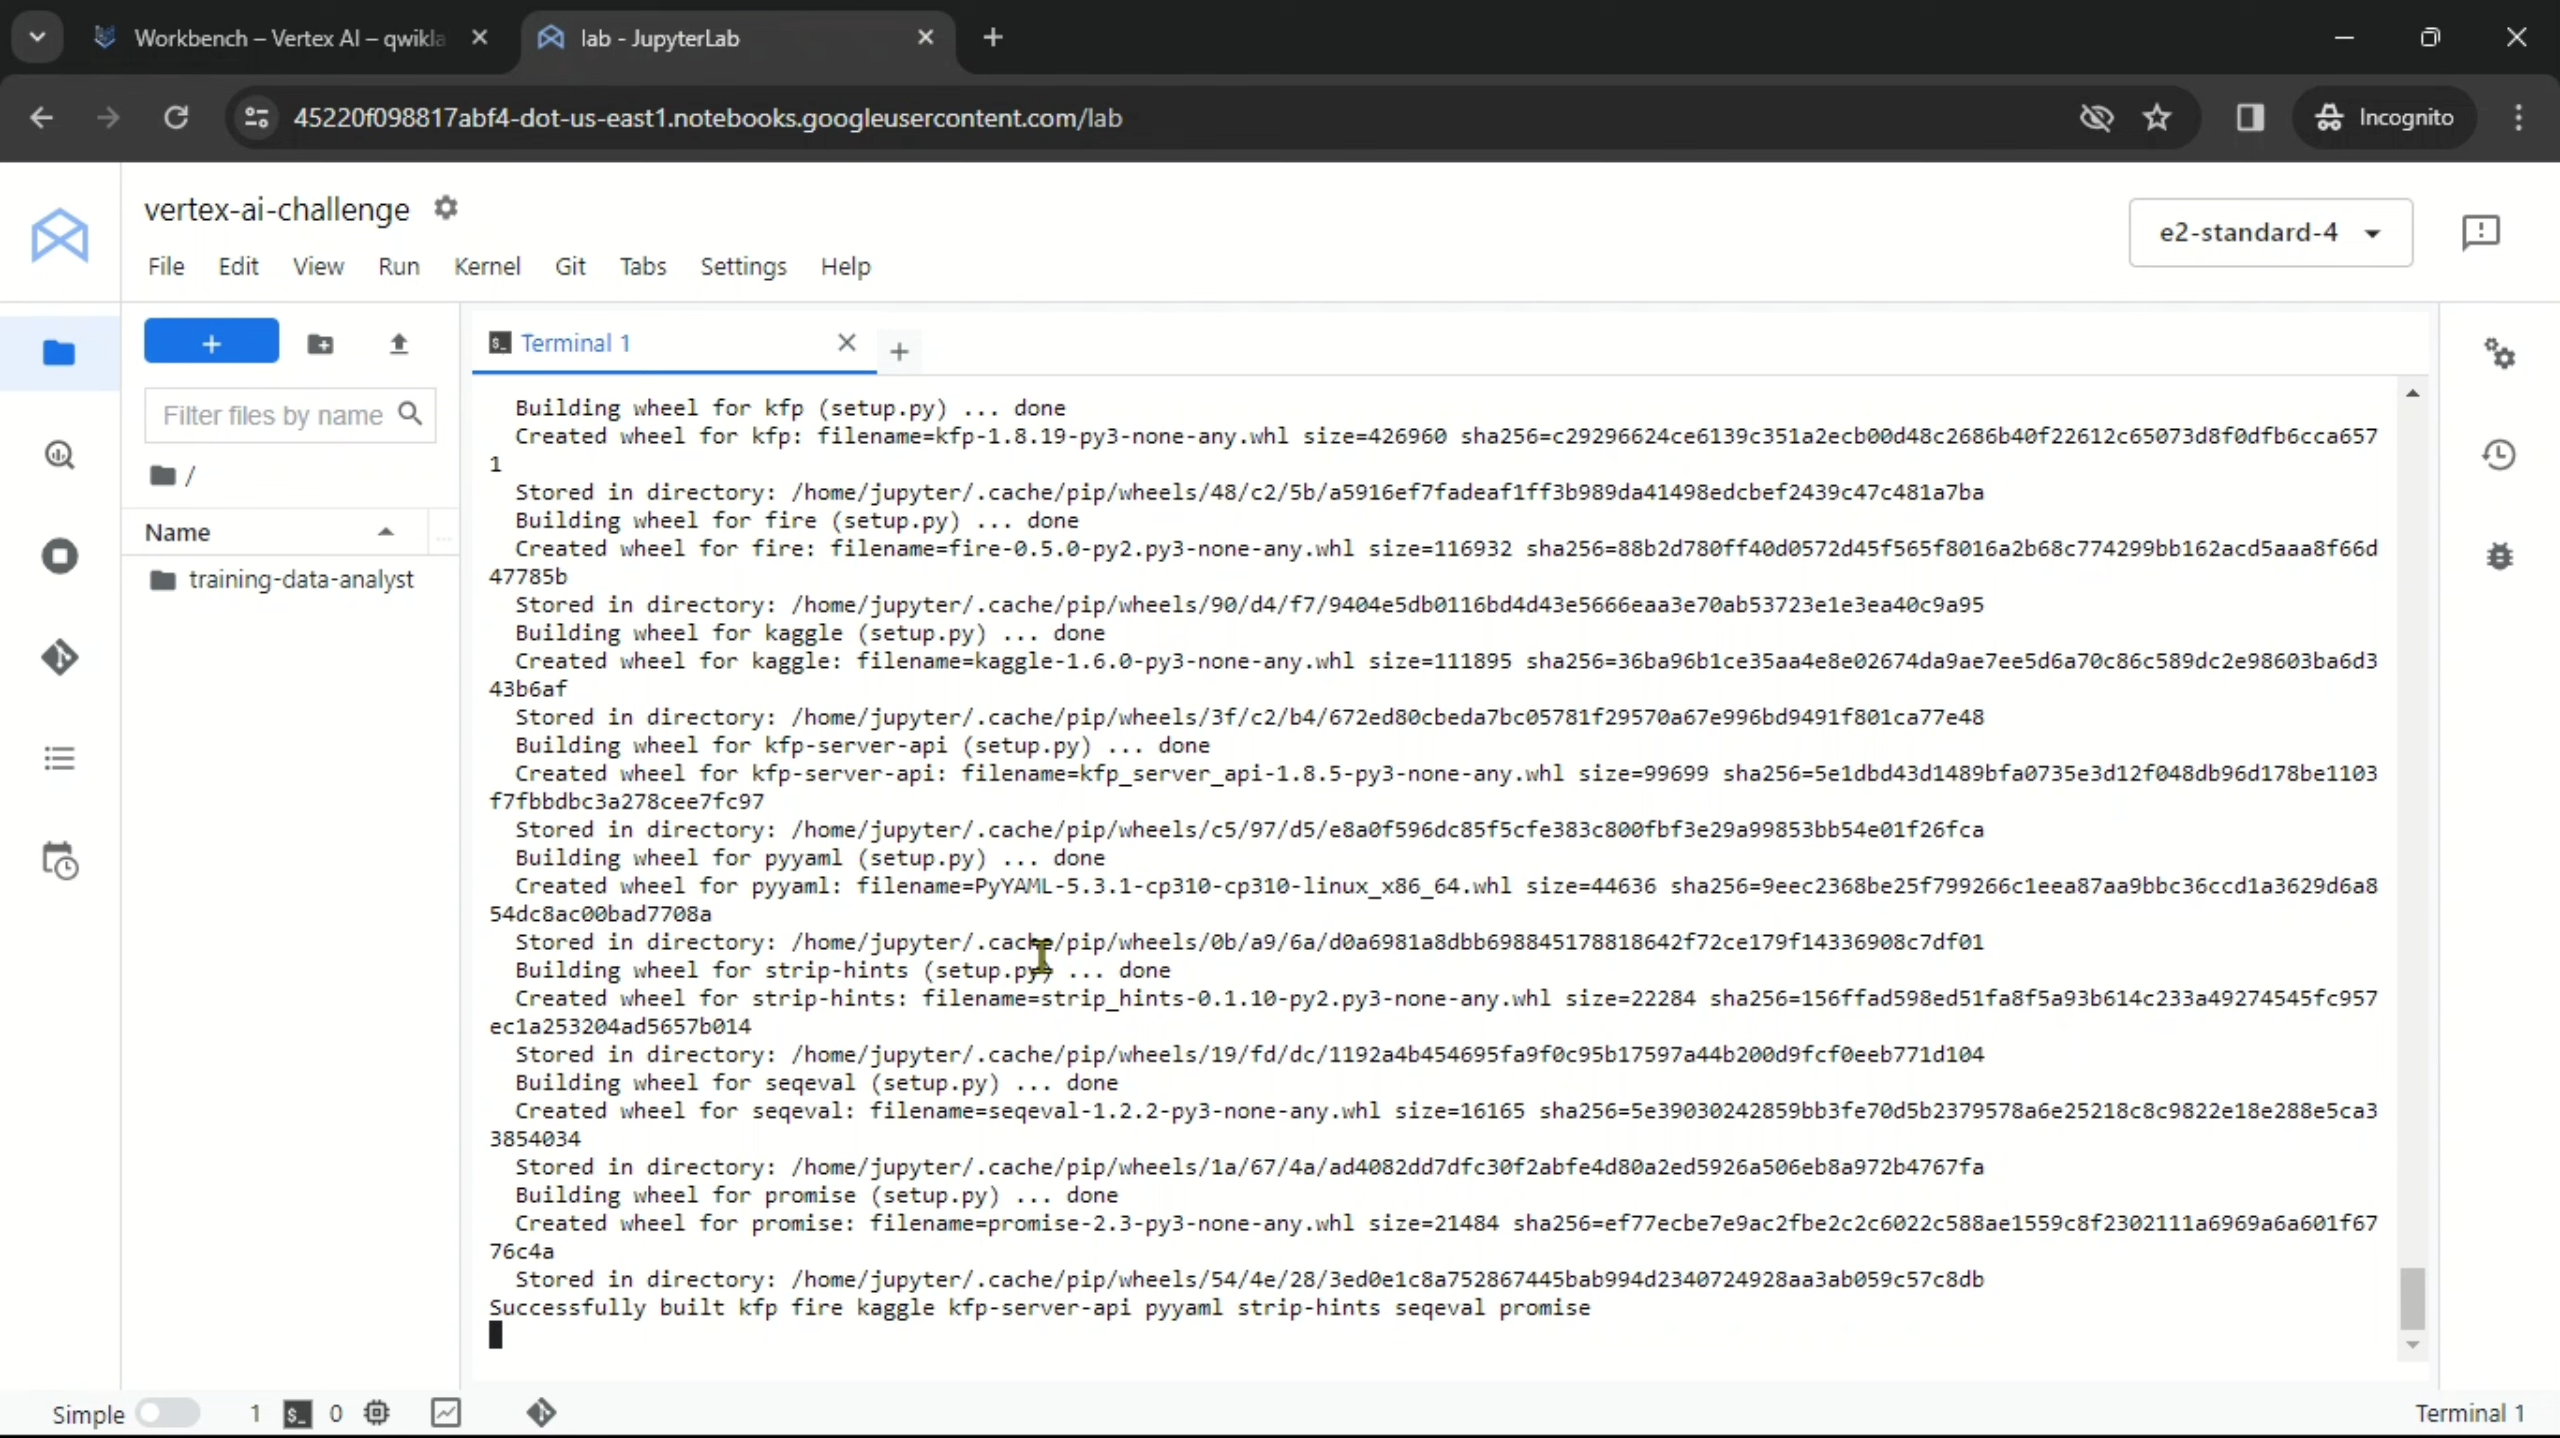 Workbench – Vertex AI – qwikla
lab - JupyterLab
45220f098817abf4-dot-us-east1.notebooks.googleusercontent.com/lab
Incognito
vertex-ai-challenge
e2-standard-4
File Edit View Run Kernel Git Tabs Settings Help
Terminal 1
Filter files by name
/
Name
...
training-data-analyst
Building wheel for kfp (setup.py) ... done
Created wheel for kfp: filename=kfp-1.8.19-py3-none-any.whl size=426960 sha256=c29296624ce6139c351a2ecb00d48c2686b40f22612c65073d8f0dfb6cca657
1
Stored in directory: /home/jupyter/.cache/pip/wheels/48/c2/5b/a5916ef7fadeaf1ff3b989da41498edcbef2439c47c481a7ba
Building wheel for fire (setup.py) ... done
Created wheel for fire: filename=fire-0.5.0-py2.py3-none-any.whl size=116932 sha256=88b2d780ff40d0572d45f565f8016a2b68c774299bb162acd5aaa8f66d
47785b
Stored in directory: /home/jupyter/.cache/pip/wheels/90/d4/f7/9404e5db0116bd4d43e5666eaa3e70ab53723e1e3ea40c9a95
Building wheel for kaggle (setup.py) ... done
Created wheel for kaggle: filename=kaggle-1.6.0-py3-none-any.whl size=111895 sha256=36ba96b1ce35aa4e8e02674da9ae7ee5d6a70c86c589dc2e98603ba6d3
43b6af
Stored in directory: /home/jupyter/.cache/pip/wheels/3f/c2/b4/672ed80cbeda7bc05781f29570a67e996bd9491f801ca77e48
Building wheel for kfp-server-api (setup.py) ... done
Created wheel for kfp-server-api: filename=kfp_server_api-1.8.5-py3-none-any.whl size=99699 sha256=5e1dbd43d1489bfa0735e3d12f048db96d178be1103
f7fbbdbc3a278cee7fc97
Stored in directory: /home/jupyter/.cache/pip/wheels/c5/97/d5/e8a0f596dc85f5cfe383c800fbf3e29a99853bb54e01f26fca
Building wheel for pyyaml (setup.py) ... done
Created wheel for pyyaml: filename=PyYAML-5.3.1-cp310-cp310-linux_x86_64.whl size=44636 sha256=9eec2368be25f799266c1eea87aa9bbc36ccd1a3629d6a8
54dc8ac00bad7708a
Stored in directory: /home/jupyter/.cache/pip/wheels/0b/a9/6a/d0a6981a8dbb698845178818642f72ce179f14336908c7df01
Building wheel for strip-hints (setup.py) ... done
Created wheel for strip-hints: filename=strip_hints-0.1.10-py2.py3-none-any.whl size=22284 sha256=156ffad598ed51fa8f5a93b614c233a49274545fc957
ec1a253204ad5657b014
Stored in directory: /home/jupyter/.cache/pip/wheels/19/fd/dc/1192a4b454695fa9f0c95b17597a44b200d9fcf0eeb771d104
Building wheel for seqeval (setup.py) ... done
Created wheel for seqeval: filename=seqeval-1.2.2-py3-none-any.whl size=16165 sha256=5e39030242859bb3fe70d5b2379578a6e25218c8c9822e18e288e5ca3
3854034
Stored in directory: /home/jupyter/.cache/pip/wheels/1a/67/4a/ad4082dd7dfc30f2abfe4d80a2ed5926a506eb8a972b4767fa
Building wheel for promise (setup.py) ... done
Created wheel for promise: filename=promise-2.3-py3-none-any.whl size=21484 sha256=ef77ecbe7e9ac2fbe2c2c6022c588ae1559c8f2302111a6969a6a601f67
76c4a
Stored in directory: /home/jupyter/.cache/pip/wheels/54/4e/28/3ed0e1c8a752867445bab994d2340724928aa3ab059c57c8db
Successfully built kfp fire kaggle kfp-server-api pyyaml strip-hints seqeval promise
Simple 1 0 Terminal 1